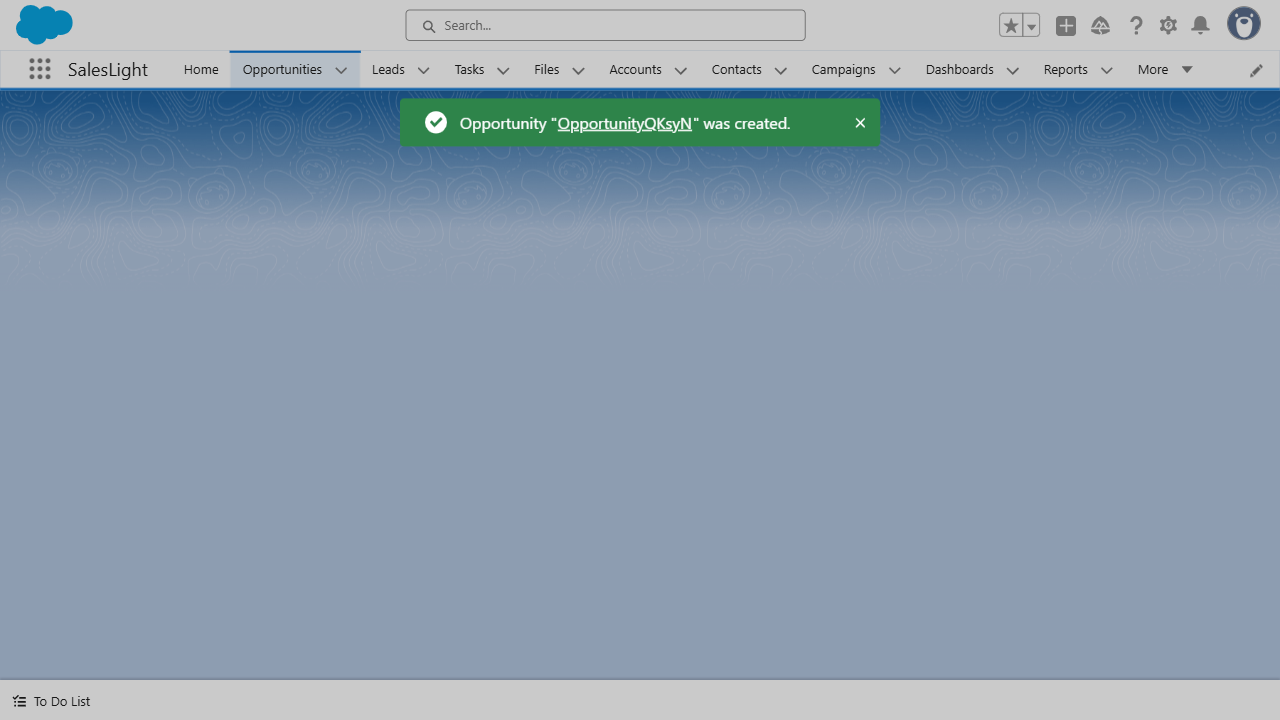 Search...
SalesLight
Home
Opportunities
Leads
Tasks
Files
Accounts
Contacts
Campaigns
Dashboards
Reports
More
Opportunity "OpportunityQKsyN" was created.
To Do List